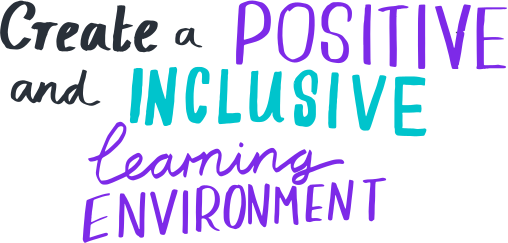 Create a POSITIVE
and INCLUSIVE
learning
ENVIRONMENT